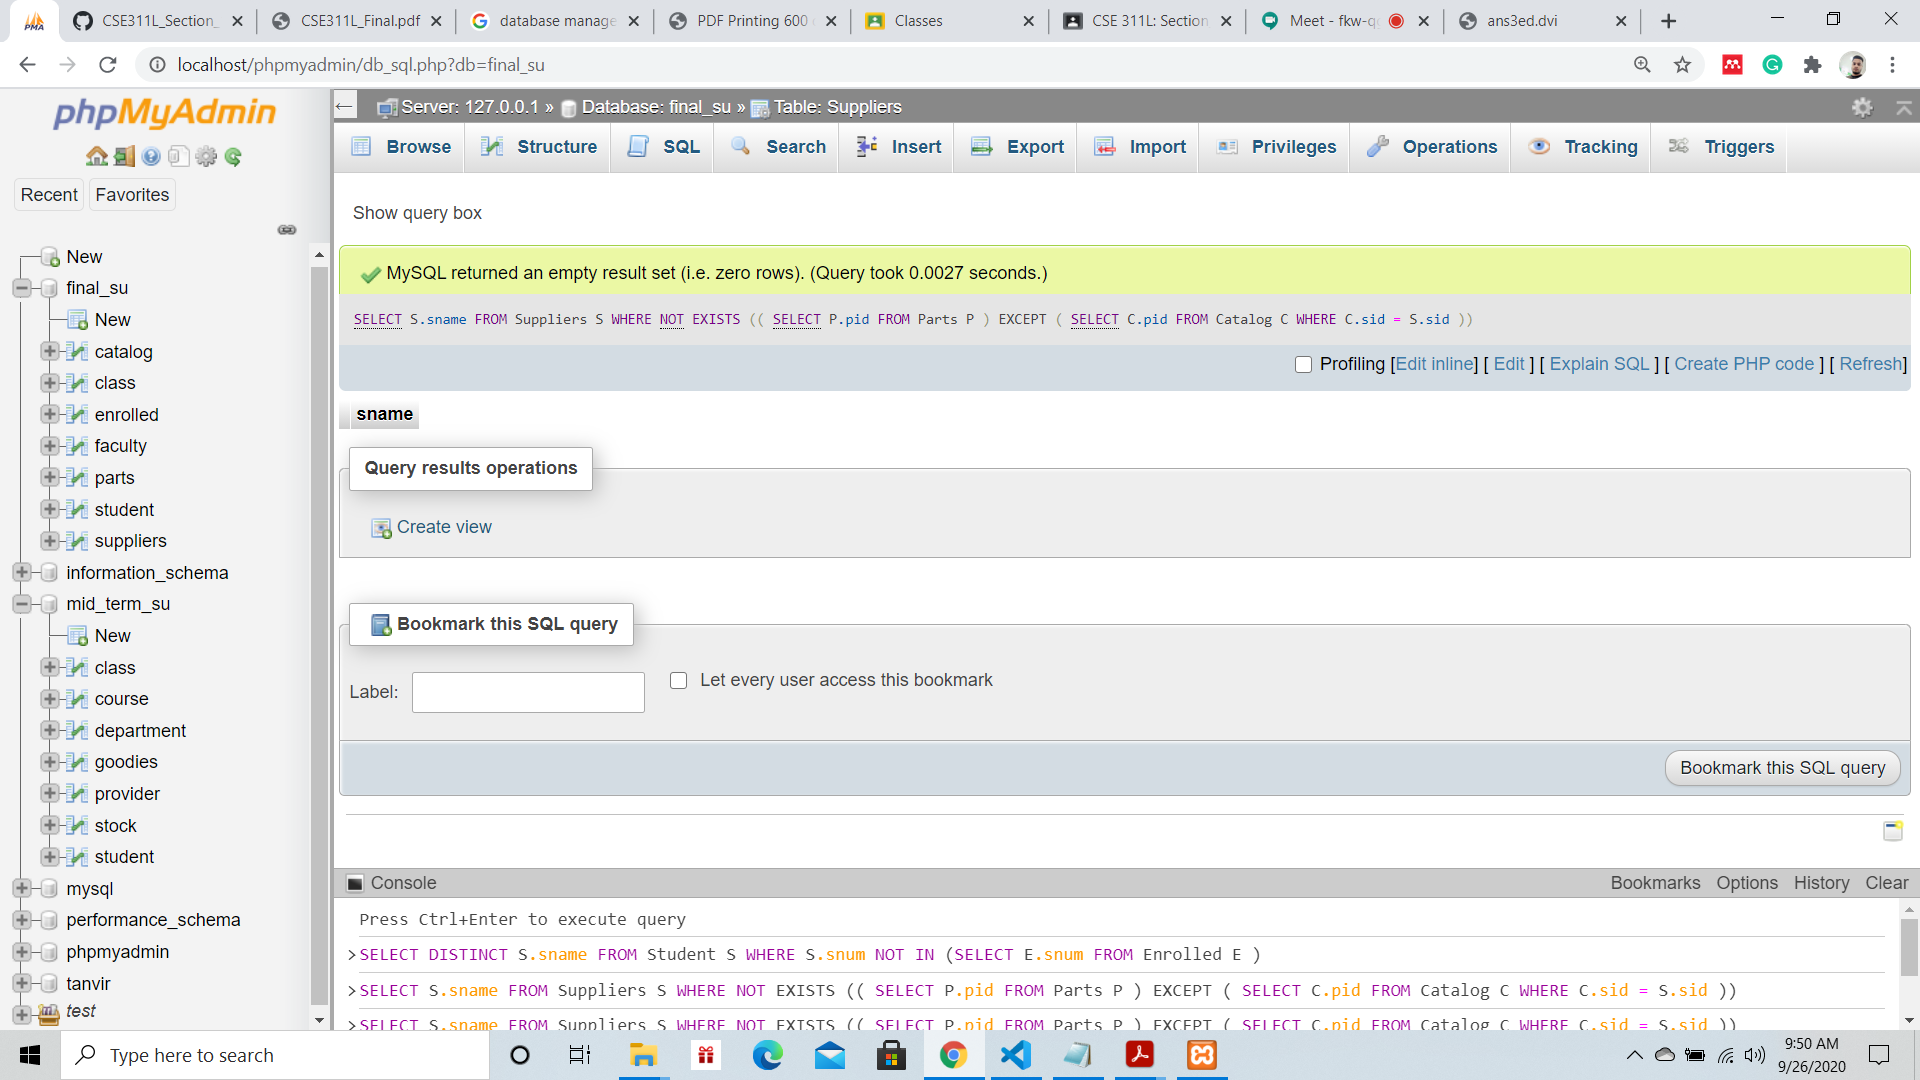 CSE311L_Section_
CSE311L_Final.pdf
database manage
PDF Printing 600
Classes
CSE 311L: Section
Meet - fkw-q
ans3ed.dvi
localhost/phpmyadmin/db_sql.php?db=final_su
phpMyAdmin
Recent
Favorites
New
final_su
New
catalog
class
enrolled
faculty
parts
student
suppliers
information_schema
mid_term_su
New
class
course
department
goodies
provider
stock
student
mysql
performance_schema
phpmyadmin
tanvir
test
Server: 127.0.0.1 » Database: final_su » Table: Suppliers
Browse Structure SQL Search Insert Export Import Privileges Operations Tracking Triggers
Show query box
MySQL returned an empty result set (i.e. zero rows). (Query took 0.0027 seconds.)
SELECT S.sname FROM Suppliers S WHERE NOT EXISTS (( SELECT P.pid FROM Parts P ) EXCEPT ( SELECT C.pid FROM Catalog C WHERE C.sid = S.sid ))
Profiling [Edit inline] [ Edit ] [ Explain SQL ] [ Create PHP code ] [ Refresh]
sname
Query results operations
Create view
Bookmark this SQL query
Label:
Let every user access this bookmark
Bookmark this SQL query
Console
Bookmarks Options History Clear
Press Ctrl+Enter to execute query
>SELECT DISTINCT S.sname FROM Student S WHERE S.snum NOT IN (SELECT E.snum FROM Enrolled E )
>SELECT S.sname FROM Suppliers S WHERE NOT EXISTS (( SELECT P.pid FROM Parts P ) EXCEPT ( SELECT C.pid FROM Catalog C WHERE C.sid = S.sid ))
>SELECT S.sname FROM Suppliers S WHERE NOT EXISTS (( SELECT P.pid FROM Parts P ) EXCEPT ( SELECT C.pid FROM Catalog C WHERE C.sid = S.sid ))
Type here to search
9:50 AM
9/26/2020